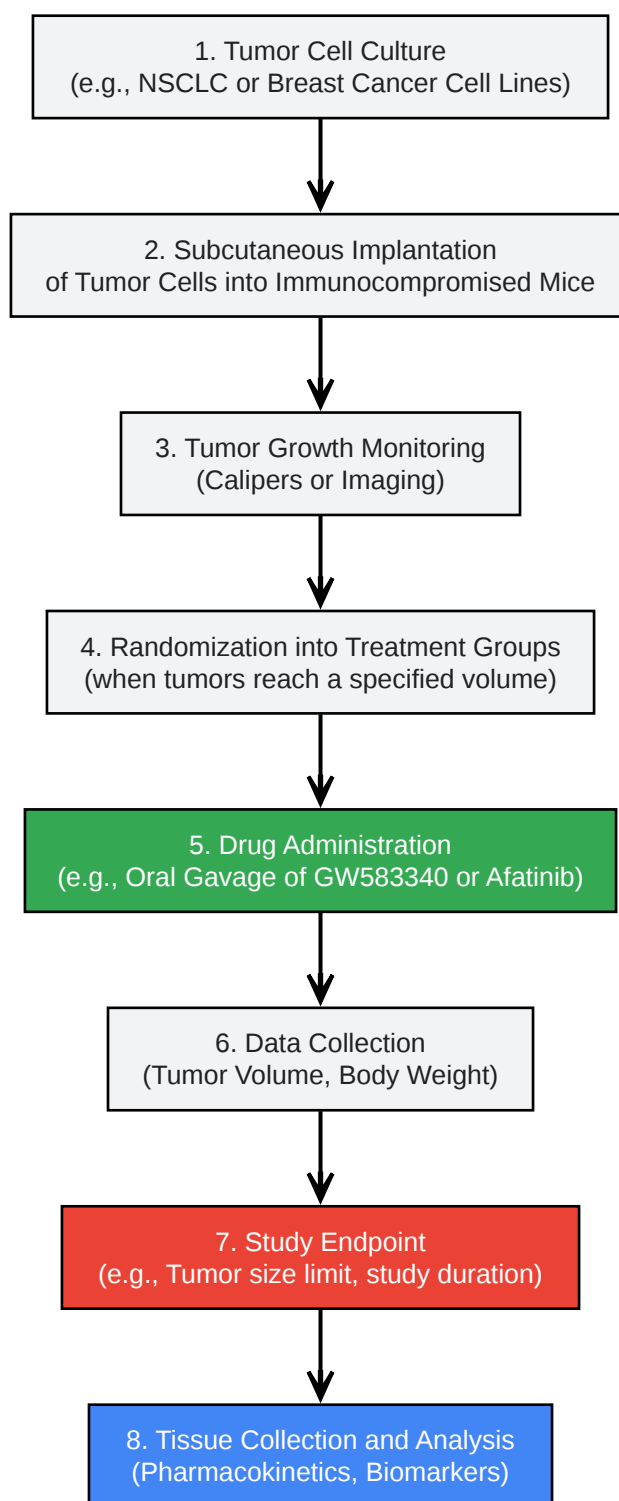 1. Tumor Cell Culture
(e.g., NSCLC or Breast Cancer Cell Lines)
2. Subcutaneous Implantation
of Tumor Cells into Immunocompromised Mice
3. Tumor Growth Monitoring
(Calipers or Imaging)
4. Randomization into Treatment Groups
(when tumors reach a specified volume)
5. Drug Administration
(e.g., Oral Gavage of GW583340 or Afatinib)
6. Data Collection
(Tumor Volume, Body Weight)
7. Study Endpoint
(e.g., Tumor size limit, study duration)
8. Tissue Collection and Analysis
(Pharmacokinetics, Biomarkers)